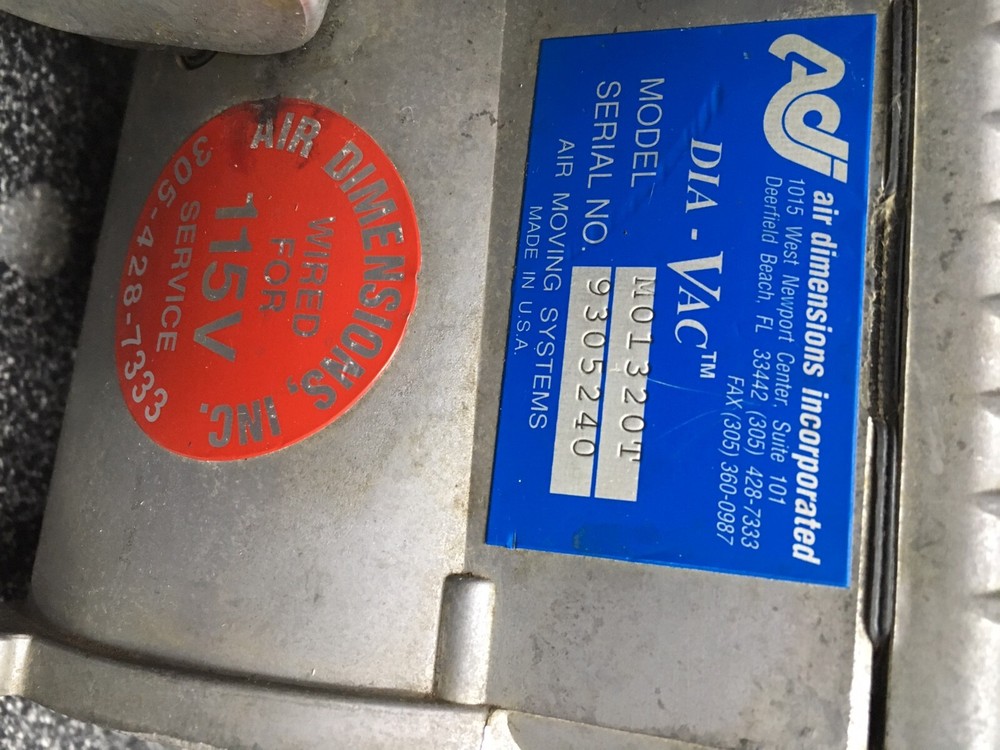 ADi
air dimensions incorporated
1015 West Newport Center, Suite 101
Deerfield Beach, FL 33442 (305) 428-7333
FAX (305) 360-0987
DIA - VAC™
MODEL M01320T
SERIAL NO. 9305240
AIR MOVING SYSTEMS
MADE IN U.S.A.
AIR DIMENSIONS, INC.
WIRED
FOR
115V
SERVICE
305-428-7333